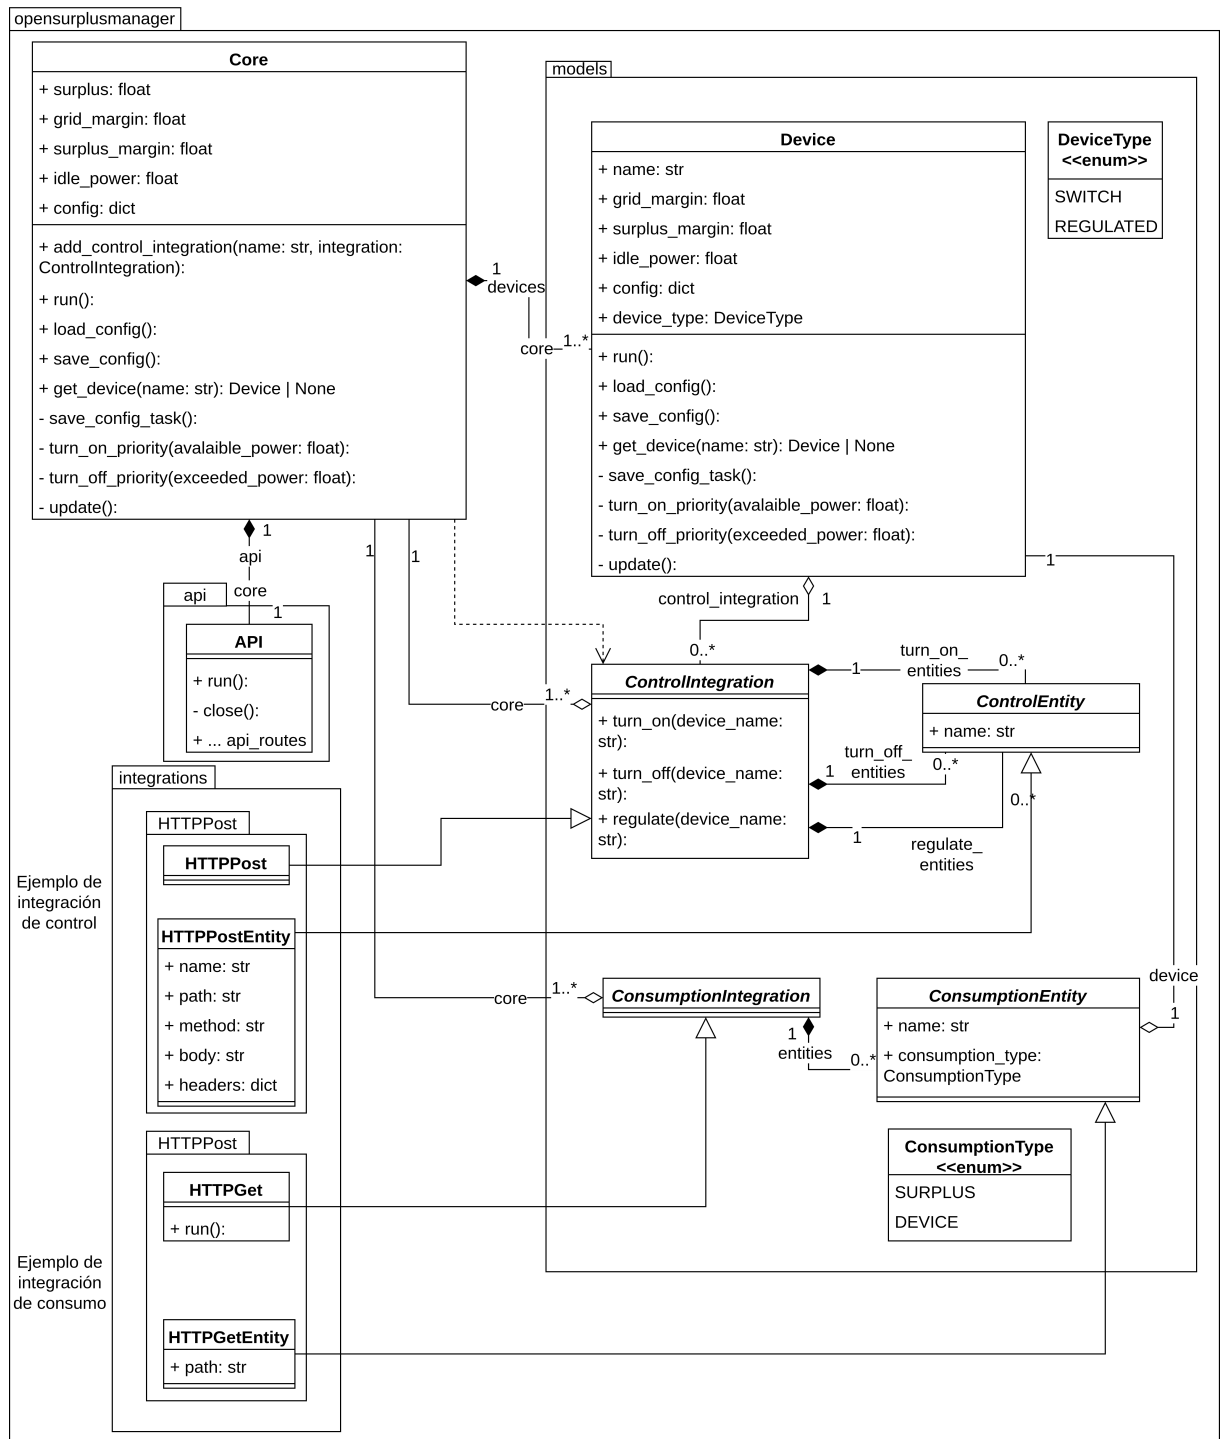 opensurplusmanager
Core
+ surplus: float
+ grid_margin: float
+ surplus_margin: float
+ idle_power: float
+ config: dict
+ add_control_integration(name: str, integration:
ControlIntegration):
+ run():
+ load_config():
+ save_config():
+ get_device(name: str): Device | None
- save_config_task():
- turn_on_priority(avalaible_power: float):
- turn_off_priority(exceeded_power: float):
- update():
models
Device
+ name: str
+ grid_margin: float
+ surplus_margin: float
+ idle_power: float
+ config: dict
+ device_type: DeviceType
+ run():
+ load_config():
+ save_config():
+ get_device(name: str): Device | None
- save_config_task():
- turn_on_priority(avalaible_power: float):
- turn_off_priority(exceeded_power: float):
- update():
DeviceType
<<enum>>
SWITCH
REGULATED
1
devices
core
1..*
1
api
core
1
1
1
api
API
+ run():
- close():
+ ... api_routes
control_integration
1
0..*
1
ControlIntegration
+ turn_on(device_name:
str):
+ turn_off(device_name:
str):
+ regulate(device_name:
str):
core
1..*
1
turn_on_
entities
0..*
ControlEntity
+ name: str
turn_off_
entities
1
0..*
0..*
1
regulate_
entities
integrations
HTTPPost
HTTPPost
Ejemplo de
integración
de control
HTTPPostEntity
+ name: str
+ path: str
+ method: str
+ body: str
+ headers: dict
core
1..*
ConsumptionIntegration
1
entities
0..*
ConsumptionEntity
+ name: str
+ consumption_type:
ConsumptionType
device
1
ConsumptionType
<<enum>>
SURPLUS
DEVICE
HTTPPost
HTTPGet
+ run():
Ejemplo de
integración
de consumo
HTTPGetEntity
+ path: str